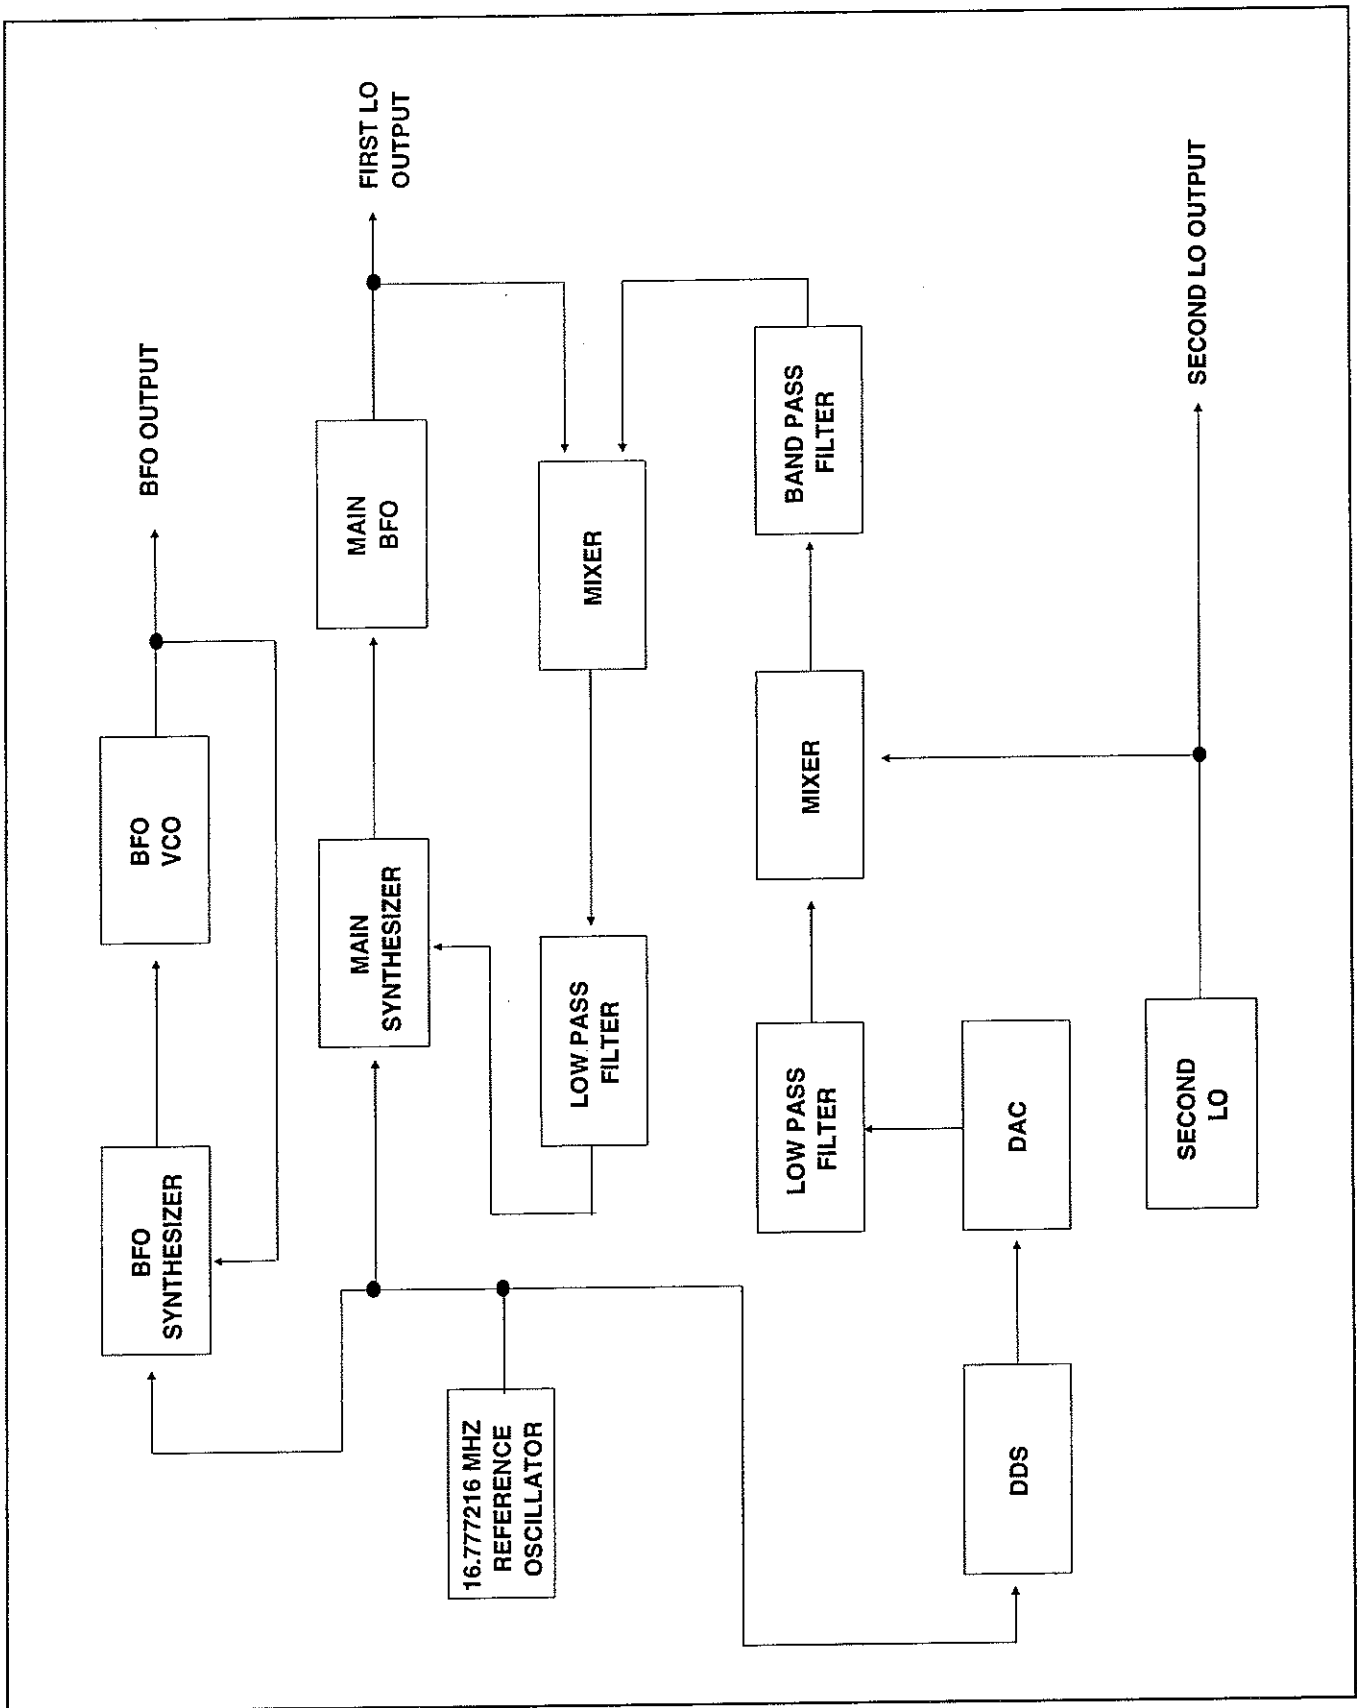 BFO OUTPUT
FIRST LO
OUTPUT
BFO
SYNTHESIZER
BFO
VCO
MAIN
SYNTHESIZER
MAIN
BFO
16.777216 MHZ
REFERENCE
OSCILLATOR
LOW PASS
FILTER
MIXER
LOW PASS
FILTER
MIXER
BAND PASS
FILTER
DDS
DAC
SECOND
LO
SECOND LO OUTPUT